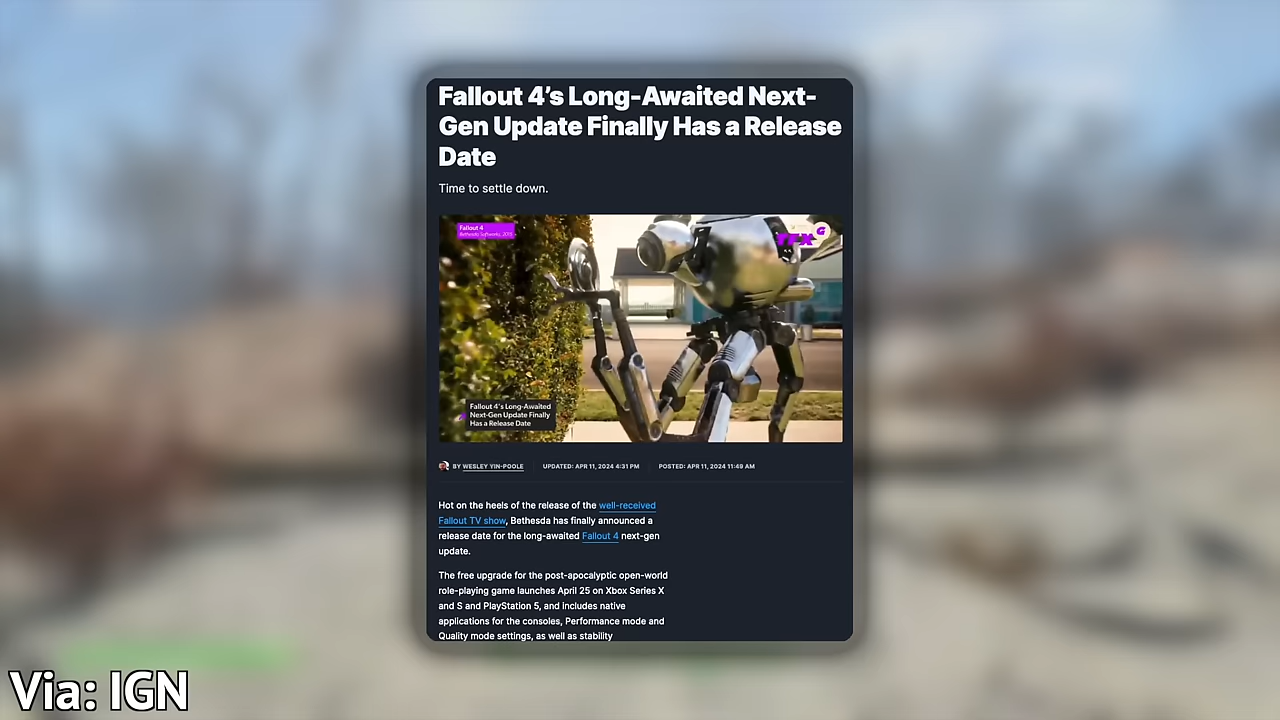 Fallout 4’s Long-Awaited Next-
Gen Update Finally Has a Release
Date
Time to settle down.
Fallout 4
Bethesda Softworks, 2015
Fallout 4's Long-Awaited
Next-Gen Update Finally
Has a Release Date
BY WESLEY YIN-POOLE UPDATED: APR 11, 2024 4:31 PM POSTED: APR 11, 2024 11:49 AM
Hot on the heels of the release of the well-received
Fallout TV show, Bethesda has finally announced a
release date for the long-awaited Fallout 4 next-gen
update.
The free upgrade for the post-apocalyptic open-world
role-playing game launches April 25 on Xbox Series X
and S and PlayStation 5, and includes native
applications for the consoles, Performance mode and
Quality mode settings, as well as stability
Via: IGN